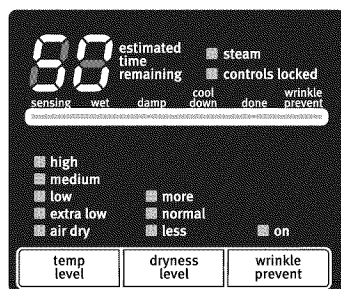 50
estimated
time
remaining
steam
controls locked
sensing wet damp cool down done wrinkle prevent
high
medium
low
extra low
air dry
more
normal
less
on
temp
level
dryness
level
wrinkle
prevent